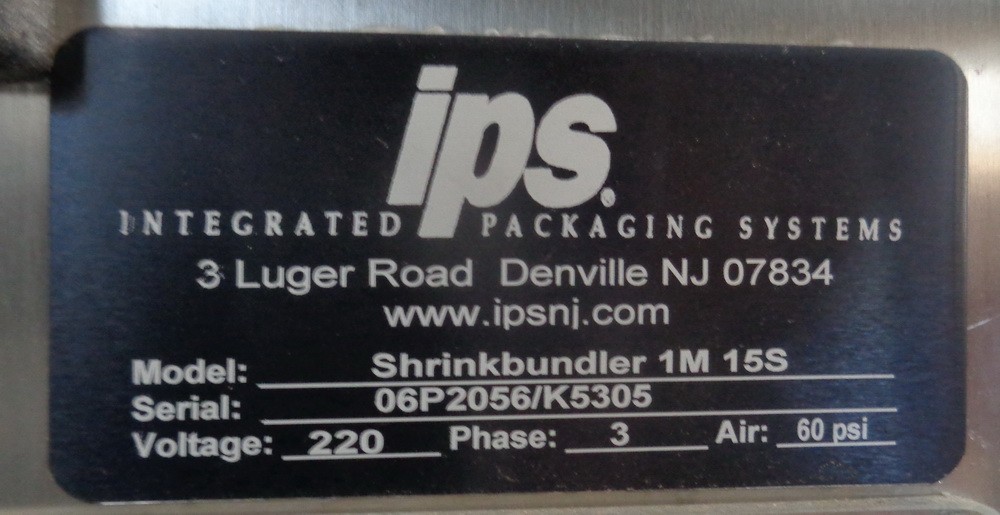 ips®
INTEGRATED PACKAGING SYSTEMS
3 Luger Road Denville NJ 07834
www.ipsnj.com
Model: Shrinkbundler 1M 15S
Serial: 06P2056/K5305
Voltage: 220 Phase: 3 Air: 60 psi